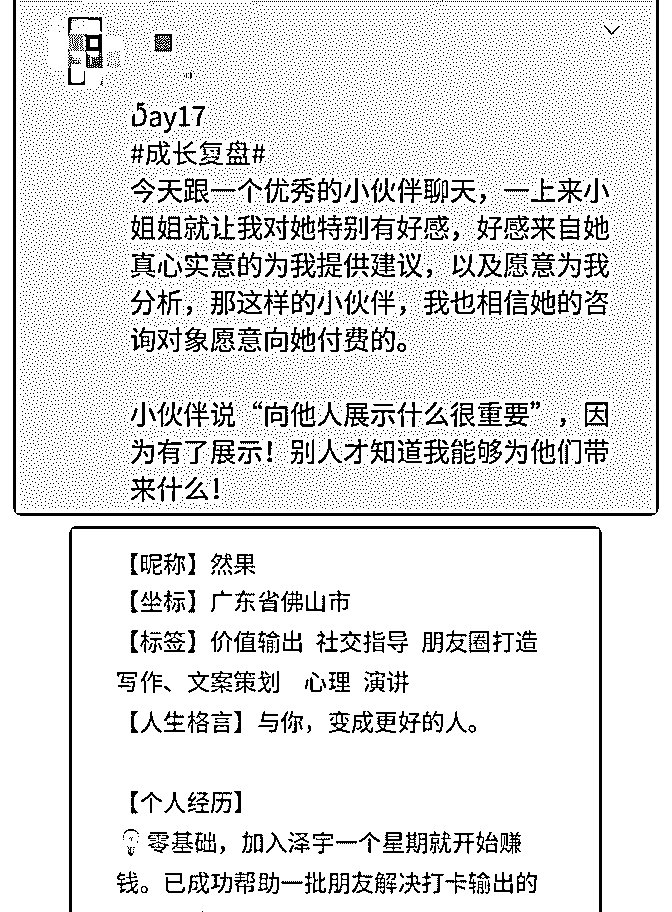 Day17
#成长复盘#
今天跟一个优秀的小伙伴聊天，一上来小
姐姐就让我对她特别有好感，好感来自她
真心实意的为我提供建议，以及愿意为我
分析，那这样的小伙伴，我也相信她的咨
询对象愿意向她付费的。
小伙伴说“向他人展示什么很重要”，因
为有了展示！别人才知道我能够为他们带
来什么！
【昵称】然果
【坐标】广东省佛山市
【标签】价值输出 社交指导 朋友圈打造
写作、文案策划 心理 演讲
【人生格言】与你，变成更好的人。
【个人经历】
💡零基础，加入泽宇一个星期就开始赚
钱。已成功帮助一批朋友解决打卡输出的